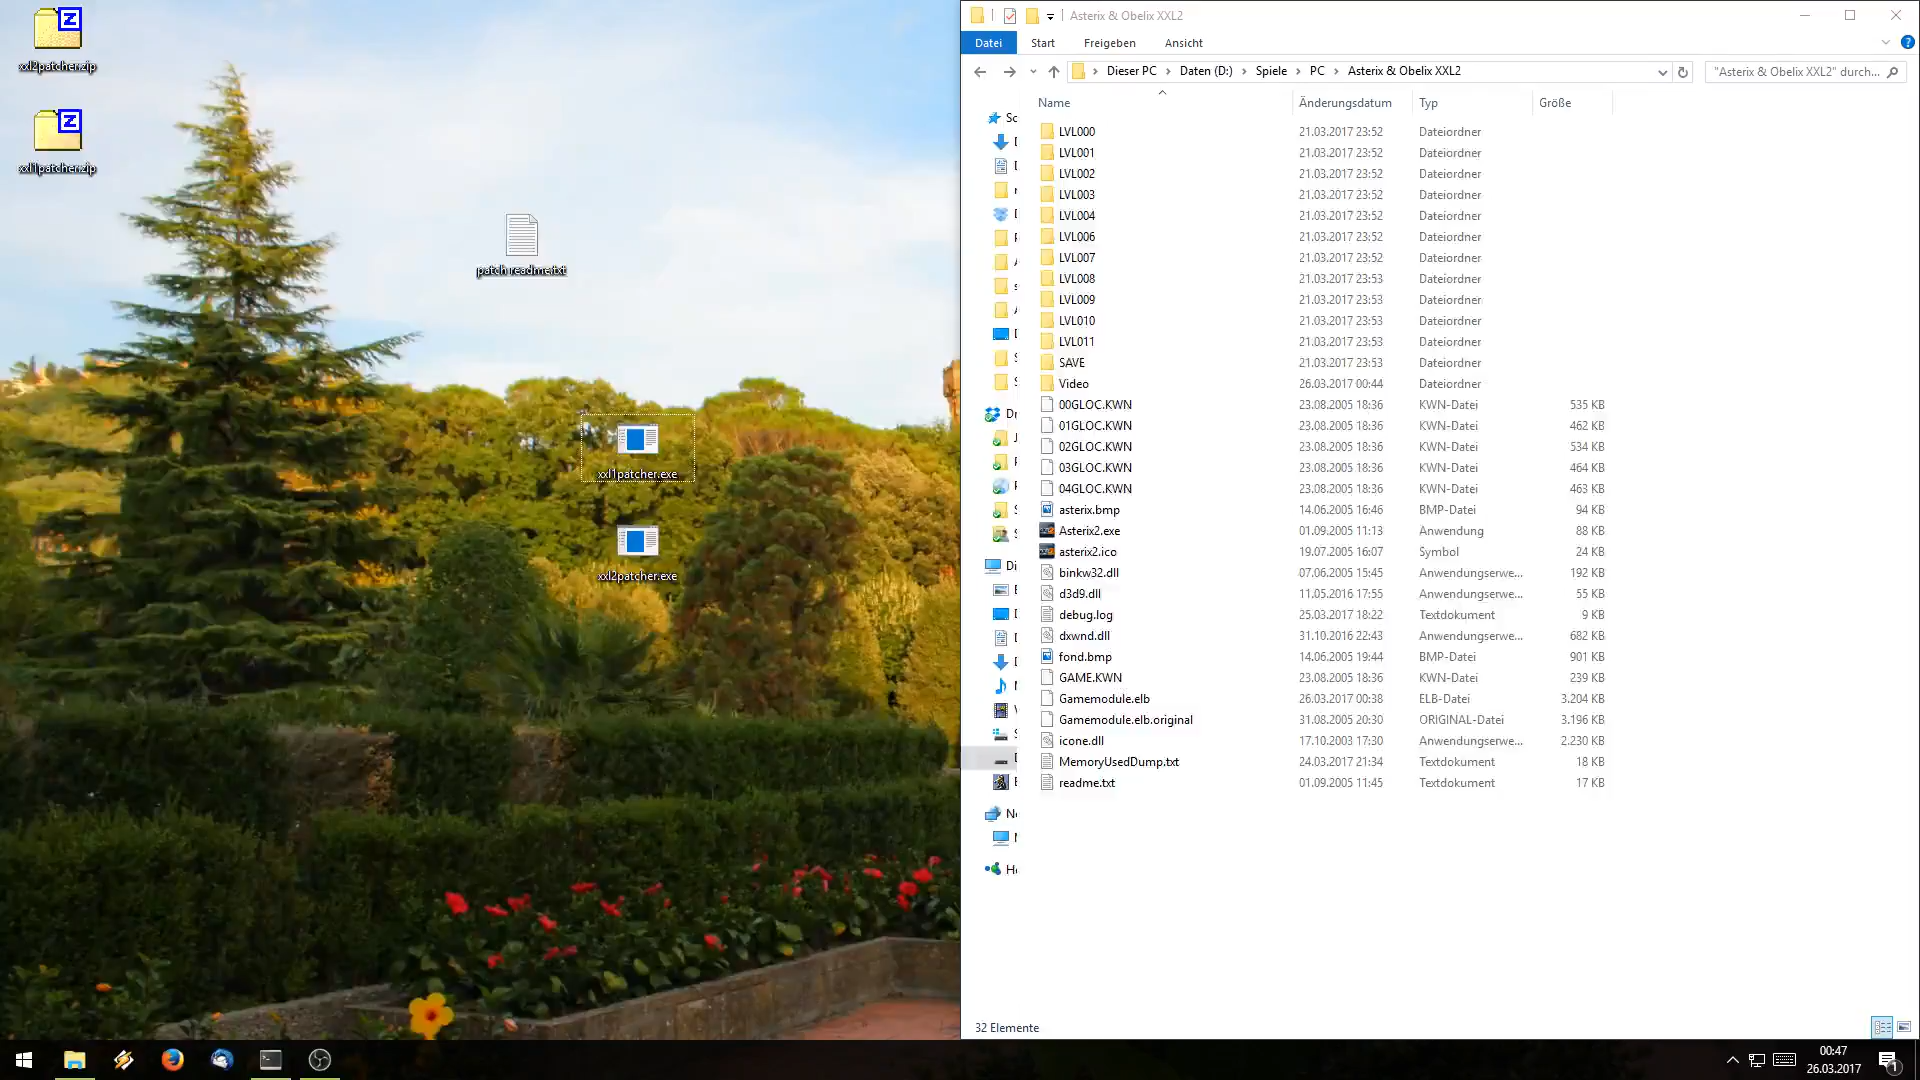 xxl2patcher.zip
xxl1patcher.zip
patch readme.txt
xxl1patcher.exe
xxl2patcher.exe
Asterix & Obelix XXL2
Datei Start Freigeben Ansicht
Dieser PC Daten (D:) Spiele PC Asterix & Obelix XXL2
"Asterix & Obelix XXL2" durch...
Name Änderungsdatum Typ Größe
LVL000 21.03.2017 23:52 Dateiordner
LVL001 21.03.2017 23:52 Dateiordner
LVL002 21.03.2017 23:52 Dateiordner
LVL003 21.03.2017 23:52 Dateiordner
LVL004 21.03.2017 23:52 Dateiordner
LVL006 21.03.2017 23:52 Dateiordner
LVL007 21.03.2017 23:52 Dateiordner
LVL008 21.03.2017 23:53 Dateiordner
LVL009 21.03.2017 23:53 Dateiordner
LVL010 21.03.2017 23:53 Dateiordner
LVL011 21.03.2017 23:53 Dateiordner
SAVE 21.03.2017 23:53 Dateiordner
Video 26.03.2017 00:44 Dateiordner
00GLOC.KWN 23.08.2005 18:36 KWN-Datei 535 KB
01GLOC.KWN 23.08.2005 18:36 KWN-Datei 462 KB
02GLOC.KWN 23.08.2005 18:36 KWN-Datei 534 KB
03GLOC.KWN 23.08.2005 18:36 KWN-Datei 464 KB
04GLOC.KWN 23.08.2005 18:36 KWN-Datei 463 KB
asterix.bmp 14.06.2005 16:46 BMP-Datei 94 KB
Asterix2.exe 01.09.2005 11:13 Anwendung 88 KB
asterix2.ico 19.07.2005 16:07 Symbol 24 KB
binkw32.dll 07.06.2005 15:45 Anwendungserwe... 192 KB
d3d9.dll 11.05.2016 17:55 Anwendungserwe... 55 KB
debug.log 25.03.2017 18:22 Textdokument 9 KB
dxwnd.dll 31.10.2016 22:43 Anwendungserwe... 682 KB
fond.bmp 14.06.2005 19:44 BMP-Datei 901 KB
GAME.KWN 23.08.2005 18:36 KWN-Datei 239 KB
Gamemodule.elb 26.03.2017 00:38 ELB-Datei 3.204 KB
Gamemodule.elb.original 31.08.2005 20:30 ORIGINAL-Datei 3.196 KB
icone.dll 17.10.2003 17:30 Anwendungserwe... 2.230 KB
MemoryUsedDump.txt 24.03.2017 21:34 Textdokument 18 KB
readme.txt 01.09.2005 11:45 Textdokument 17 KB
32 Elemente
00:47
26.03.2017